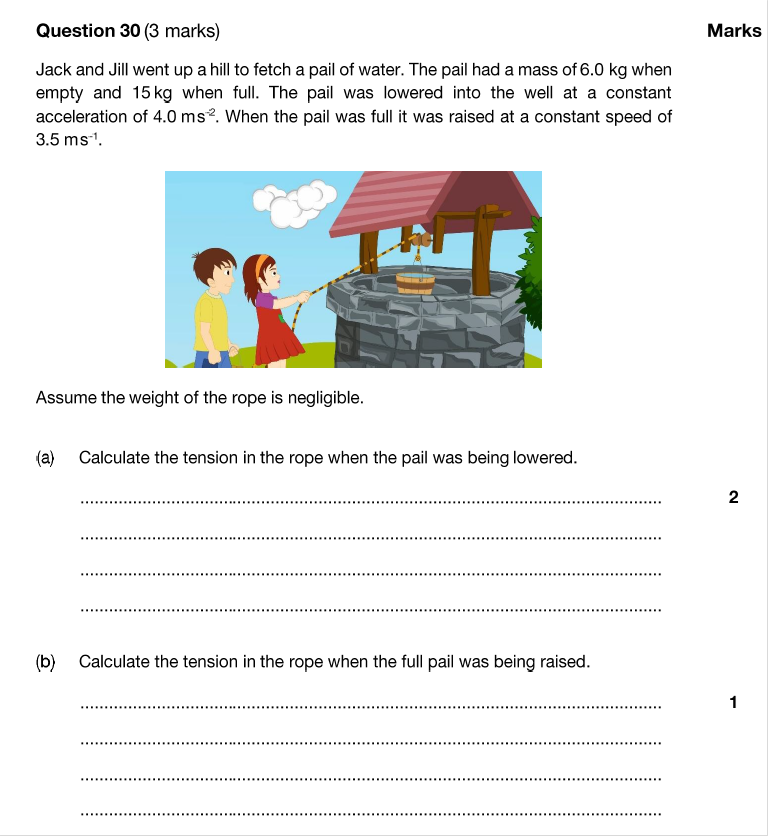 Question 30 (3 marks) Marks
Jack and Jill went up a hill to fetch a pail of water. The pail had a mass of 6.0 kg when
empty and 15 kg when full. The pail was lowered into the well at a constant
acceleration of 4.0 m s⁻². When the pail was full it was raised at a constant speed of
3.5 m s⁻¹.
Assume the weight of the rope is negligible.
(a) Calculate the tension in the rope when the pail was being lowered.
2
(b) Calculate the tension in the rope when the full pail was being raised.
1